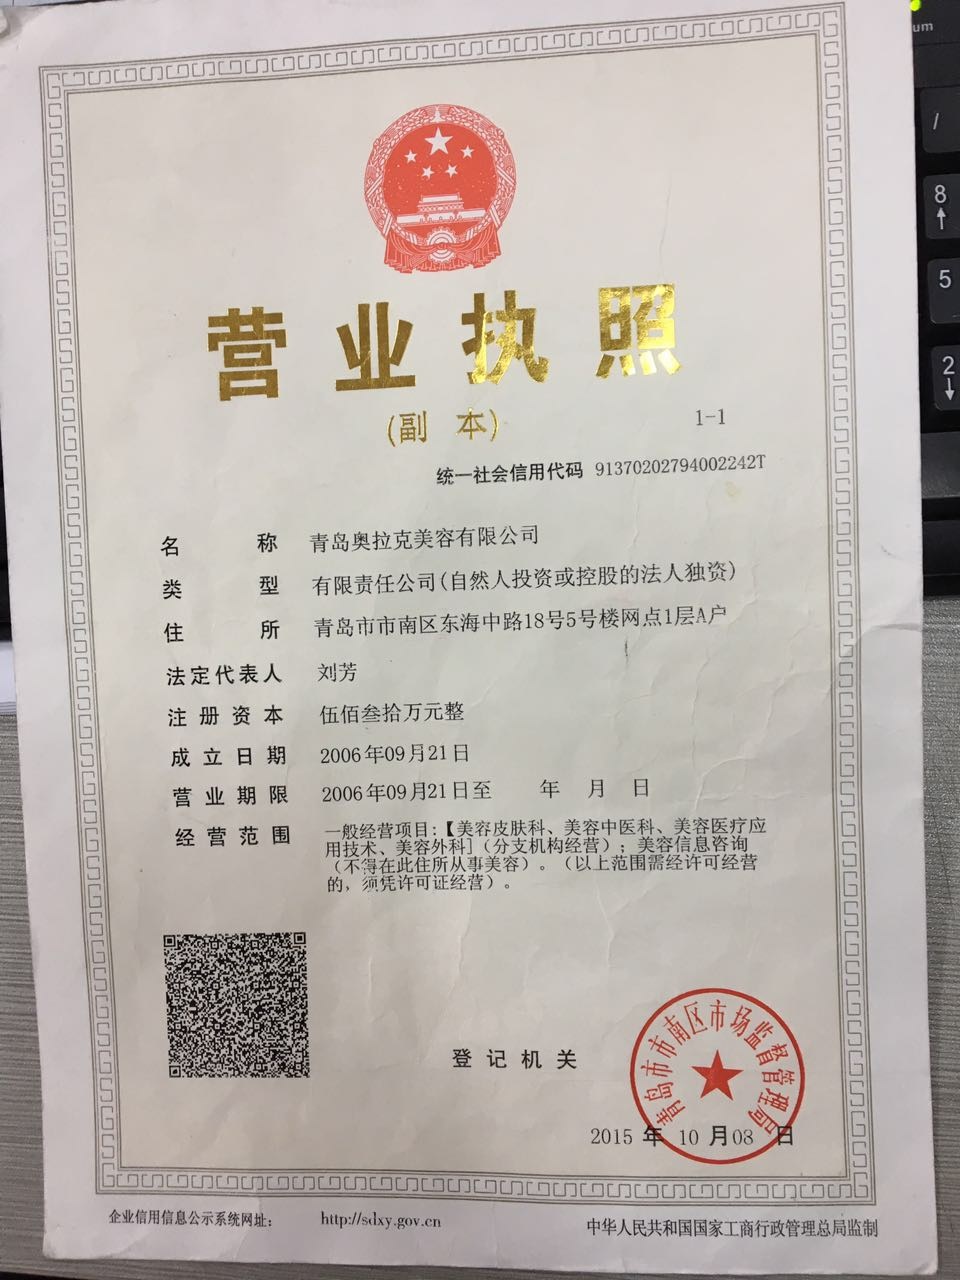 营业执照
(副 本)
1-1
统一社会信用代码 91370202794002242T
名 称 青岛奥拉克美容有限公司
类 型 有限责任公司(自然人投资或控股的法人独资)
住 所 青岛市市南区东海中路18号5号楼网点1层A户
法定代表人 刘芳
注册资本 伍佰叁拾万元整
成立日期 2006年09月21日
营业期限 2006年09月21日至 年 月 日
经营范围 一般经营项目:【美容皮肤科、美容中医科、美容医疗应
用技术、美容外科】(分支机构经营);美容信息咨询
(不得在此住所从事美容)。(以上范围需经许可经营
的,须凭许可证经营)。
青岛市市南区市场监督管理局
登记机关
2015 年 10 月 08 日
企业信用信息公示系统网址: http://sdxy.gov.cn
中华人民共和国国家工商行政管理总局监制
um
/
8
↑
5
2
↓